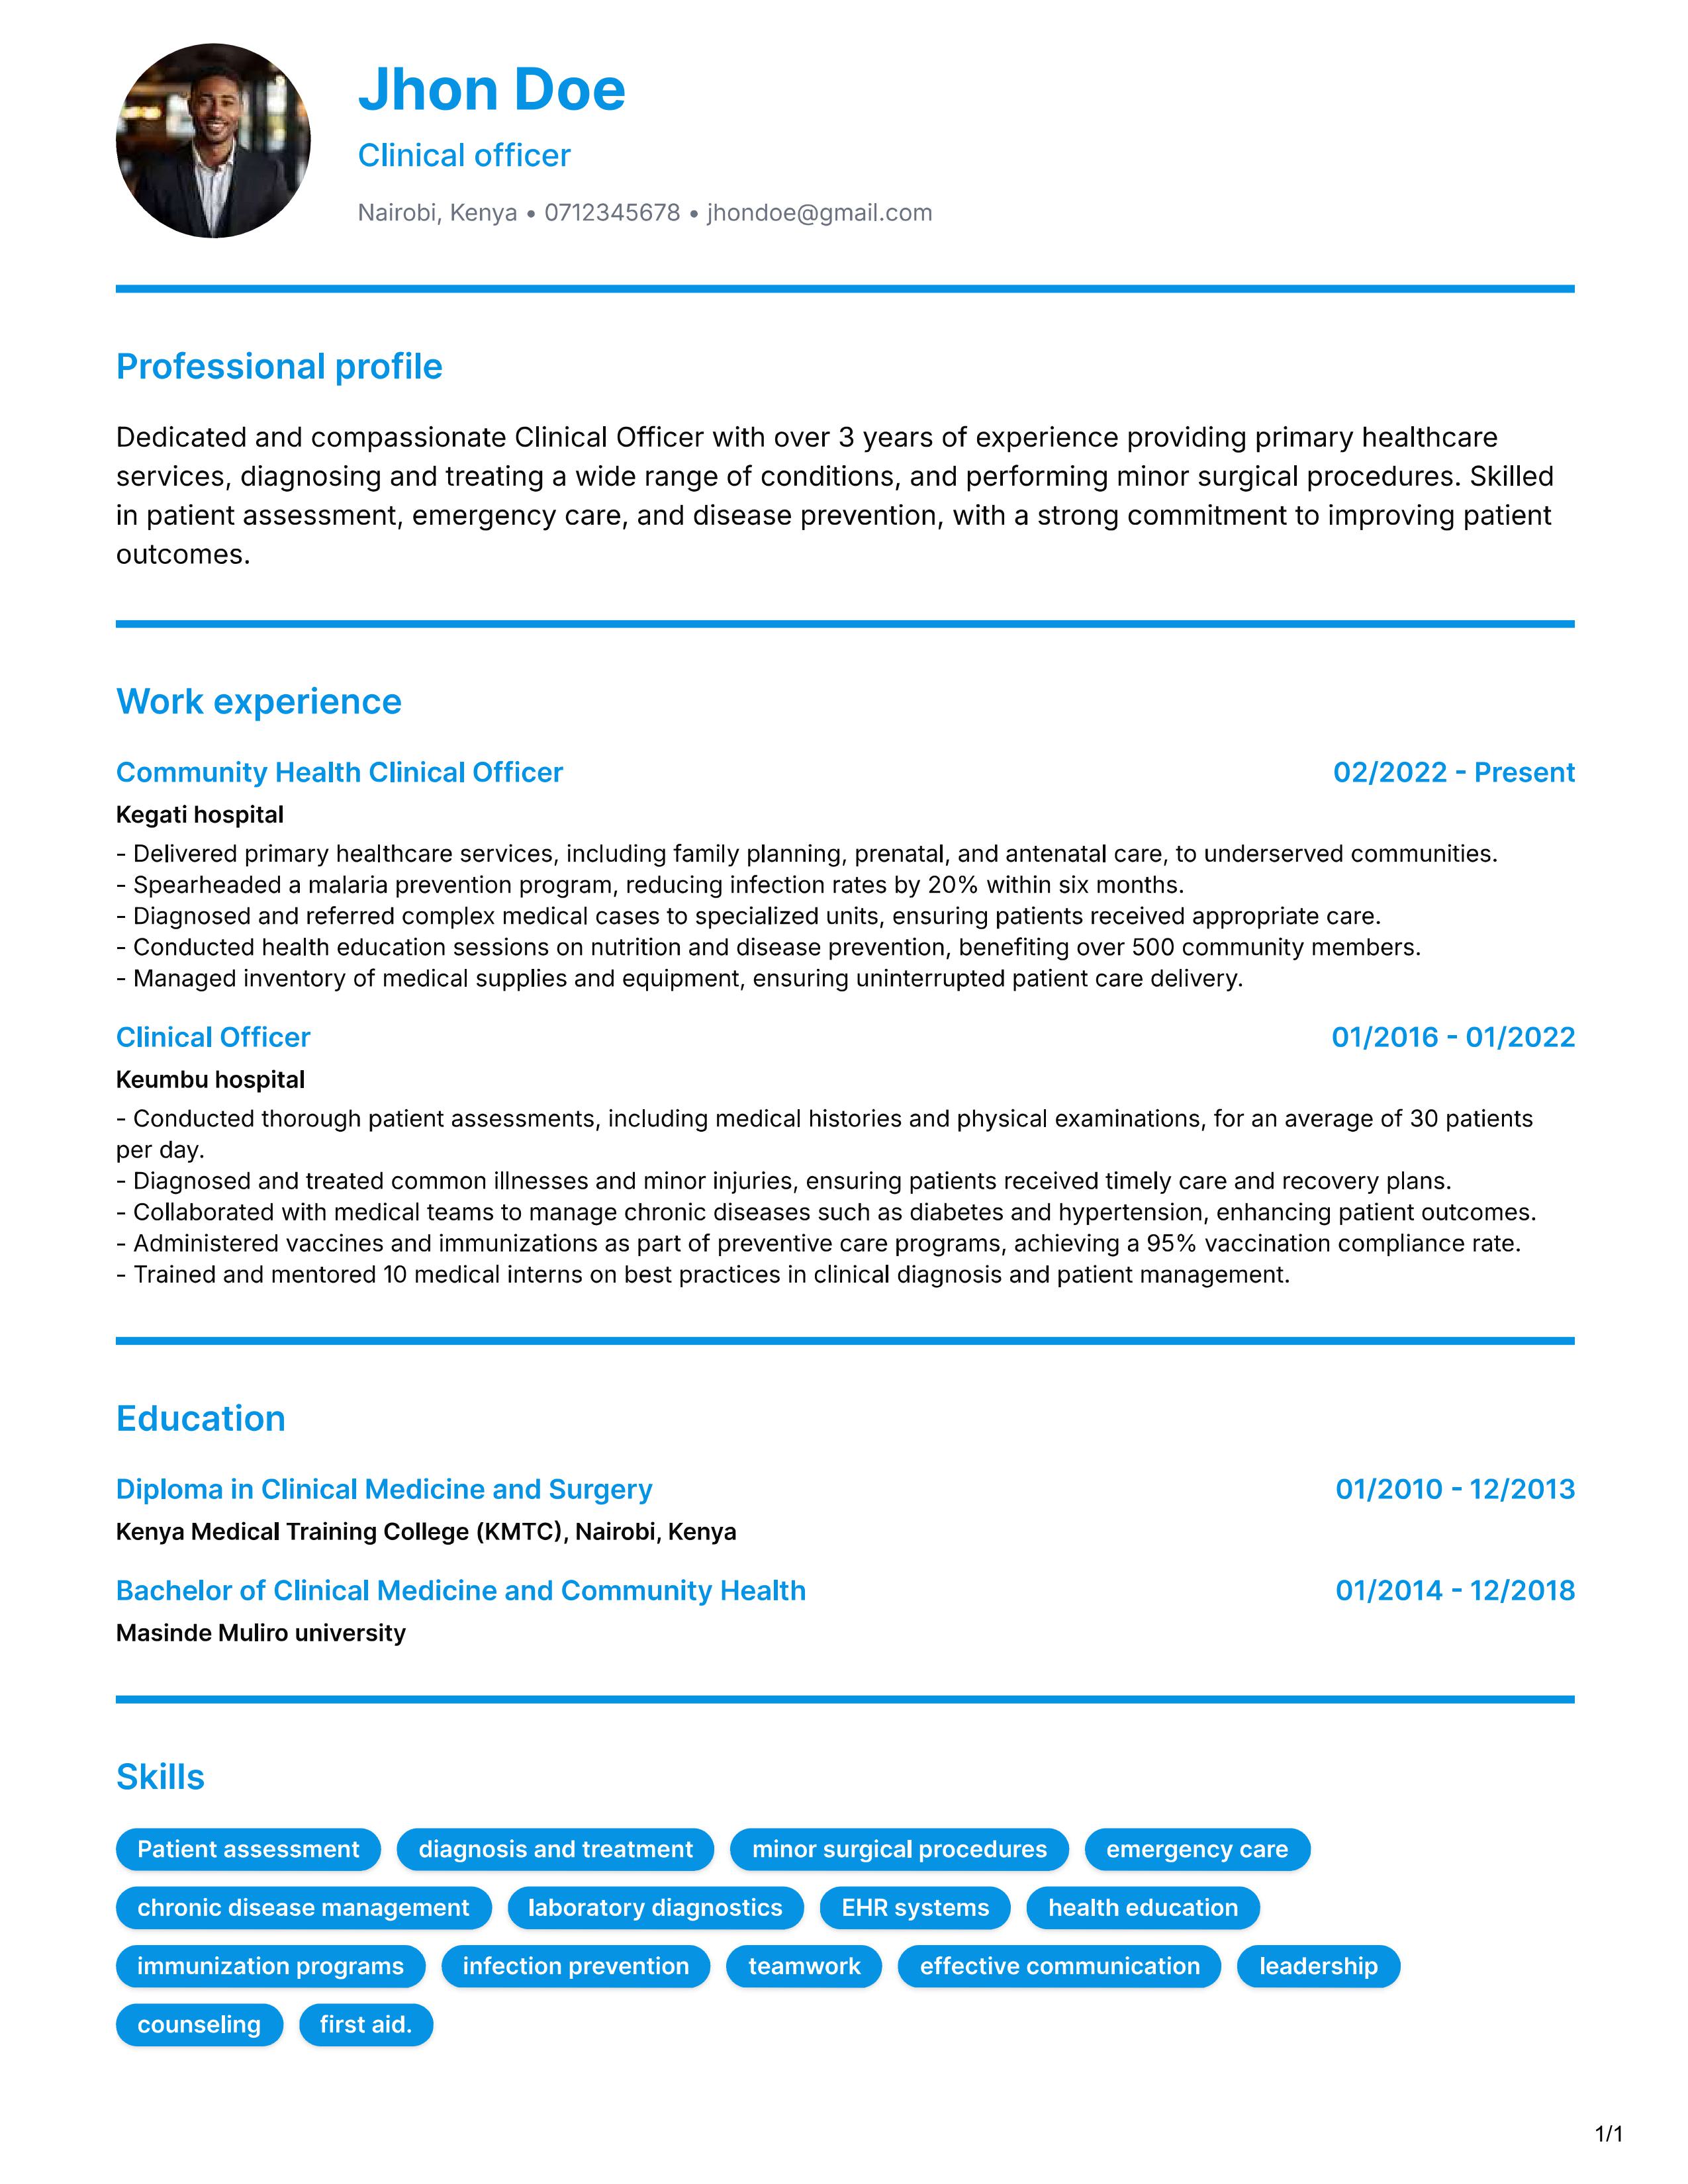 Jhon Doe
Clinical officer
Nairobi, Kenya • 0712345678 • jhondoe@gmail.com
Professional profile
Dedicated and compassionate Clinical Officer with over 3 years of experience providing primary healthcare
services, diagnosing and treating a wide range of conditions, and performing minor surgical procedures. Skilled
in patient assessment, emergency care, and disease prevention, with a strong commitment to improving patient
outcomes.
Work experience
Community Health Clinical Officer 02/2022 - Present
Kegati hospital
- Delivered primary healthcare services, including family planning, prenatal, and antenatal care, to underserved communities.
- Spearheaded a malaria prevention program, reducing infection rates by 20% within six months.
- Diagnosed and referred complex medical cases to specialized units, ensuring patients received appropriate care.
- Conducted health education sessions on nutrition and disease prevention, benefiting over 500 community members.
- Managed inventory of medical supplies and equipment, ensuring uninterrupted patient care delivery.
Clinical Officer 01/2016 - 01/2022
Keumbu hospital
- Conducted thorough patient assessments, including medical histories and physical examinations, for an average of 30 patients
per day.
- Diagnosed and treated common illnesses and minor injuries, ensuring patients received timely care and recovery plans.
- Collaborated with medical teams to manage chronic diseases such as diabetes and hypertension, enhancing patient outcomes.
- Administered vaccines and immunizations as part of preventive care programs, achieving a 95% vaccination compliance rate.
- Trained and mentored 10 medical interns on best practices in clinical diagnosis and patient management.
Education
Diploma in Clinical Medicine and Surgery 01/2010 - 12/2013
Kenya Medical Training College (KMTC), Nairobi, Kenya
Bachelor of Clinical Medicine and Community Health 01/2014 - 12/2018
Masinde Muliro university
Skills
Patient assessment diagnosis and treatment minor surgical procedures emergency care
chronic disease management laboratory diagnostics EHR systems health education
immunization programs infection prevention teamwork effective communication leadership
counseling first aid.
1/1